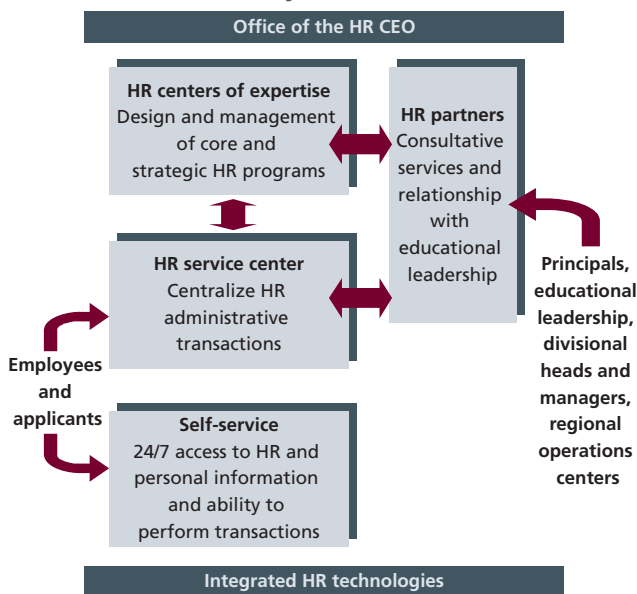 Office of the HR CEO
HR centers of expertise
Design and management
of core and
strategic HR programs
HR partners
Consultative
services and
relationship
with
educational
leadership
HR service center
Centralize HR
administrative
transactions
Principals,
educational
leadership,
divisional
heads and
managers,
regional
operations
centers
Employees
and
applicants
Self-service
24/7 access to HR and
personal information
and ability to
perform transactions
Integrated HR technologies